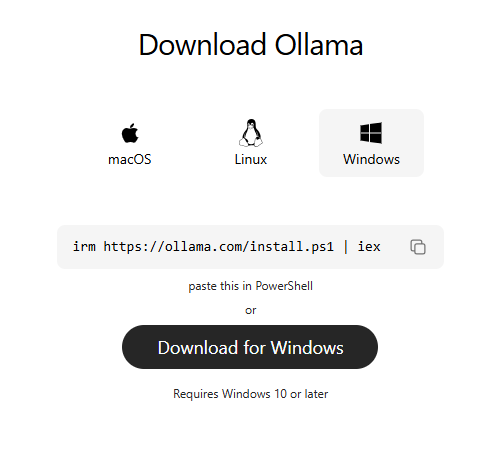 Download Ollama
macOS
Linux
Windows
irm https://ollama.com/install.ps1 | iex
paste this in PowerShell
or
Download for Windows
Requires Windows 10 or later